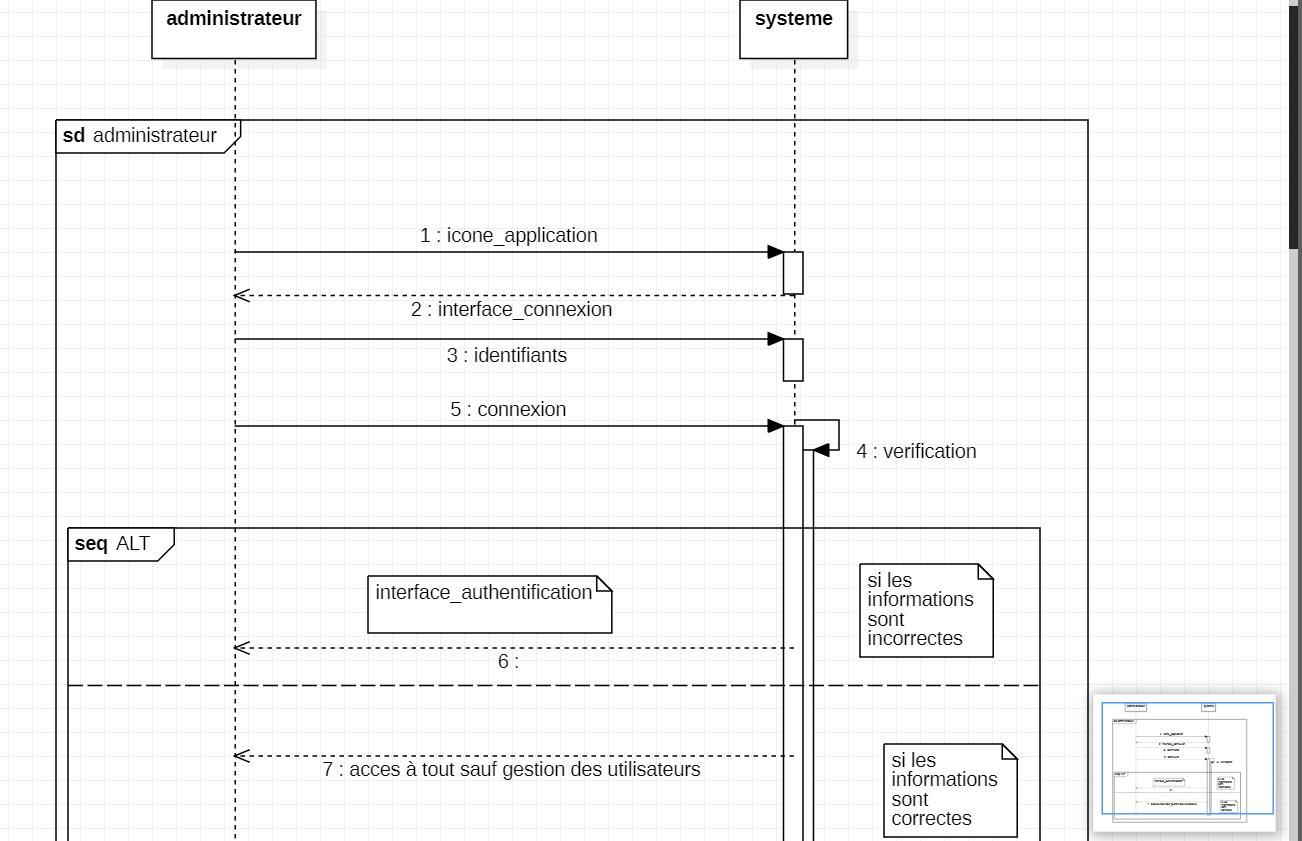 administrateur
systeme
sd administrateur
1 : icone_application
2 : interface_connexion
3 : identifiants
5 : connexion
4 : verification
seq ALT
interface_authentification
si les
informations
sont
incorrectes
6 :
7 : acces à tout sauf gestion des utilisateurs
si les
informations
sont
correctes